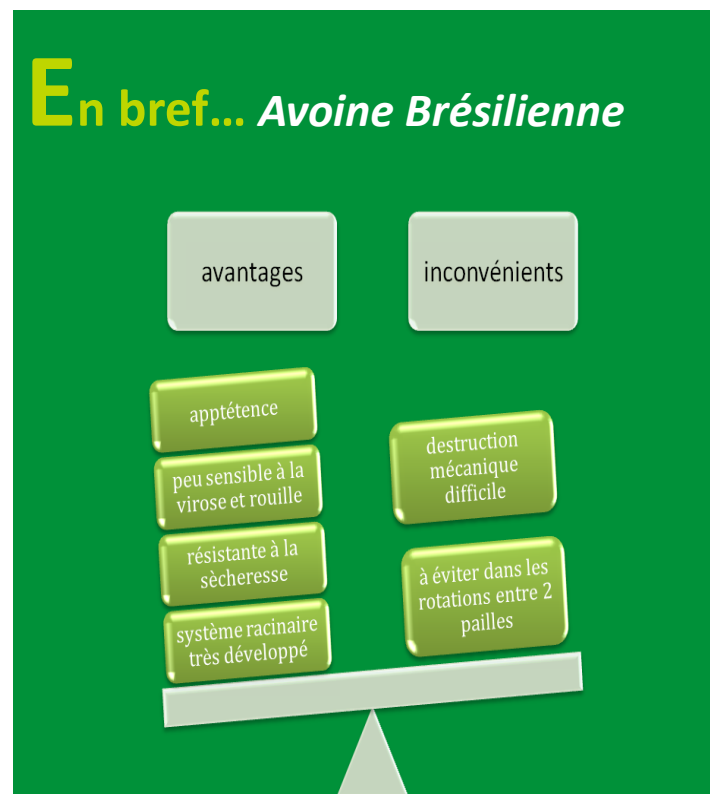 En bref... Avoine Brésilienne
avantages
inconvénients
apptétence
peu sensible à la
virose et rouille
résistante à la
sècheresse
système racinaire
très développé
destruction
mécanique
difficile
à éviter dans les
rotations entre 2
pailles